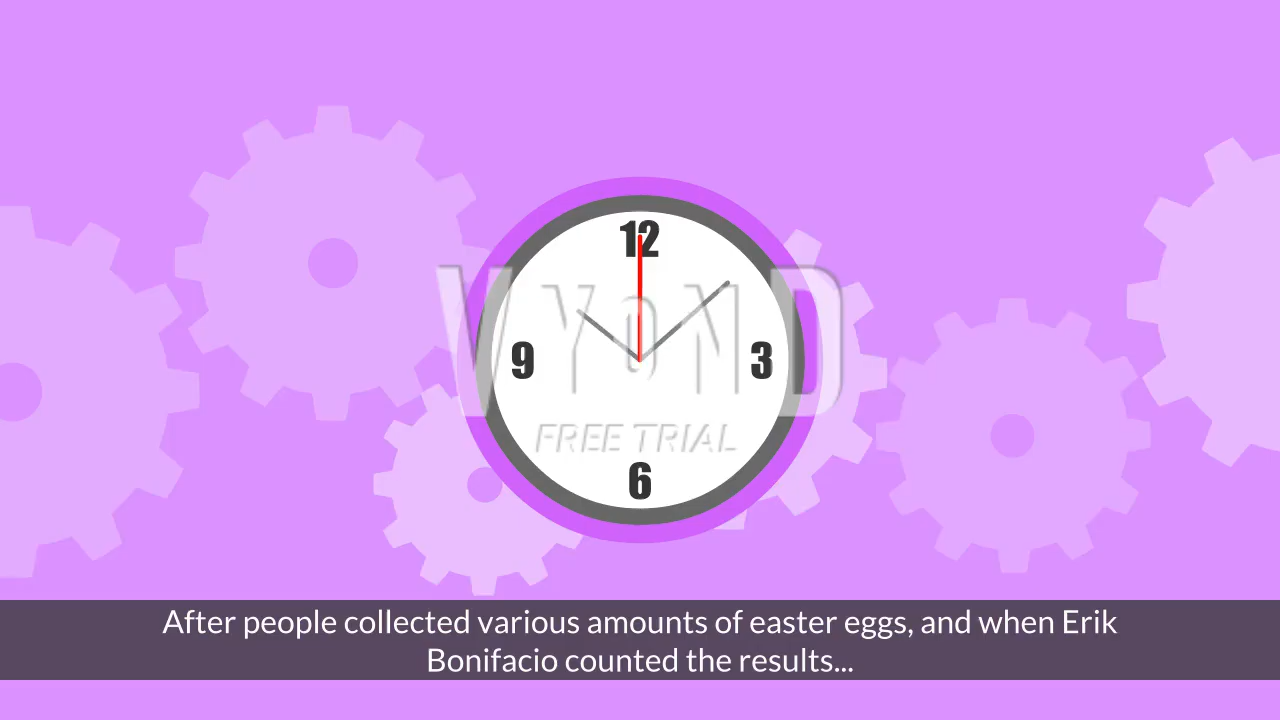 12
9
3
6
VYOND
FREE TRIAL
After people collected various amounts of easter eggs, and when Erik
Bonifacio counted the results...